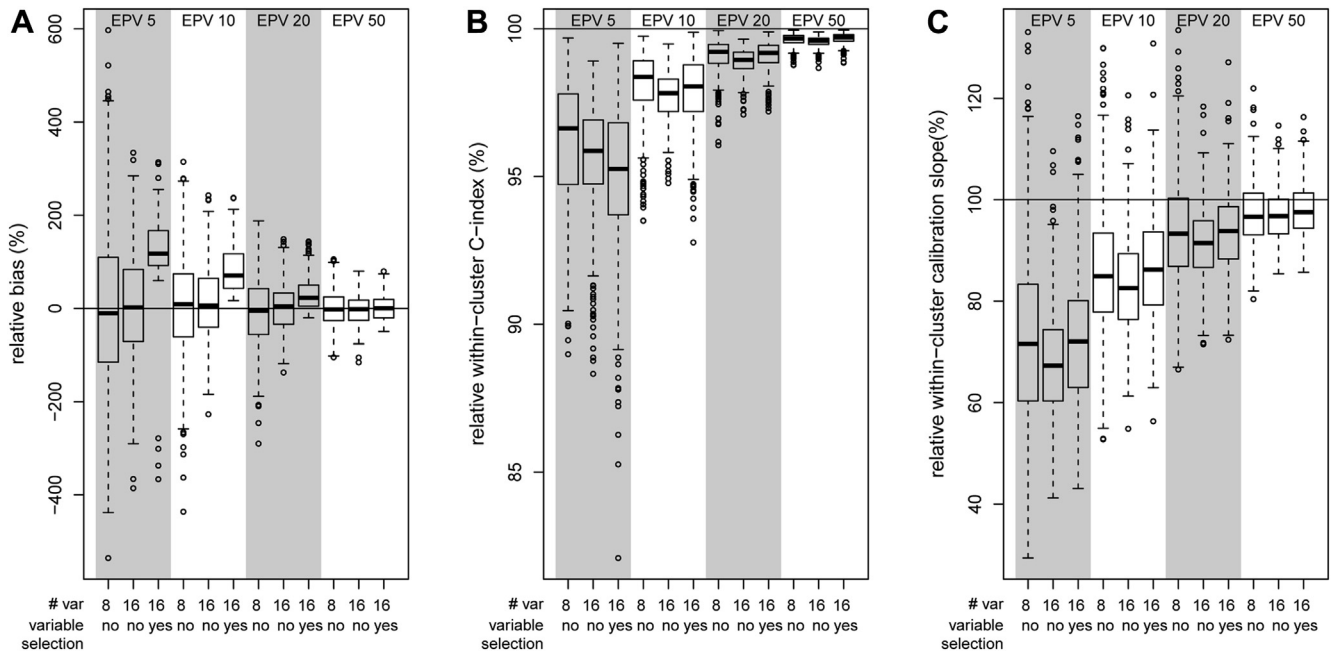 A
EPV 5 EPV 10 EPV 20 EPV 50
relative bias (%)
600
400
200
0
−200
−400
# var 8 16 16 8 16 16 8 16 16 8 16 16
variable selection no no yes no no yes no no yes no no yes
B
EPV 5 EPV 10 EPV 20 EPV 50
relative within−cluster C−index (%)
100
95
90
85
# var 8 16 16 8 16 16 8 16 16 8 16 16
variable selection no no yes no no yes no no yes no no yes
C
EPV 5 EPV 10 EPV 20 EPV 50
relative within−cluster calibration slope(%)
120
100
80
60
40
# var 8 16 16 8 16 16 8 16 16 8 16 16
variable selection no no yes no no yes no no yes no no yes